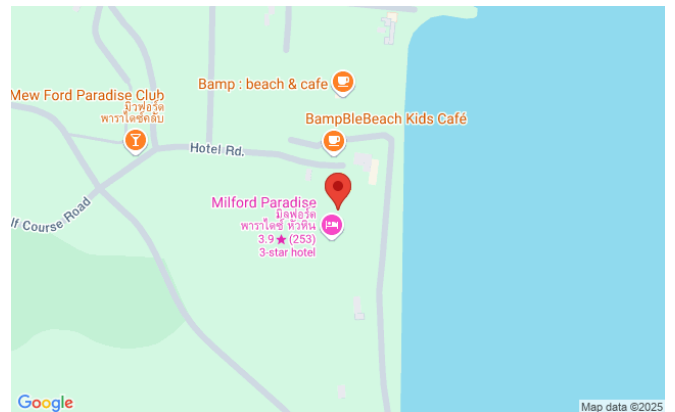 Bamp : beach & cafe
Mew Ford Paradise Club
มิวฟอร์ด
พาราไดซ์คลับ
BampBleBeach Kids Café
Hotel Rd.
lf Course Road
Milford Paradise
มิลฟอร์ด
พาราไดซ์ หัวหิน
3.9★ (253)
3-star hotel
Google
Map data ©2025